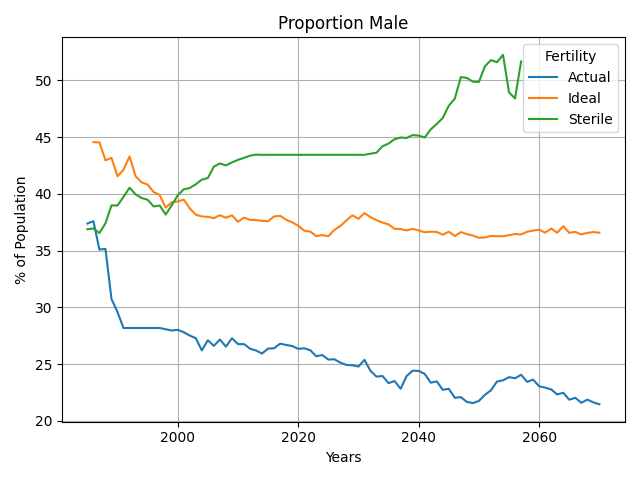 Proportion Male
% of Population
50
45
40
35
30
25
20
2000
2020
2040
2060
Years
Fertility
Actual
Ideal
Sterile